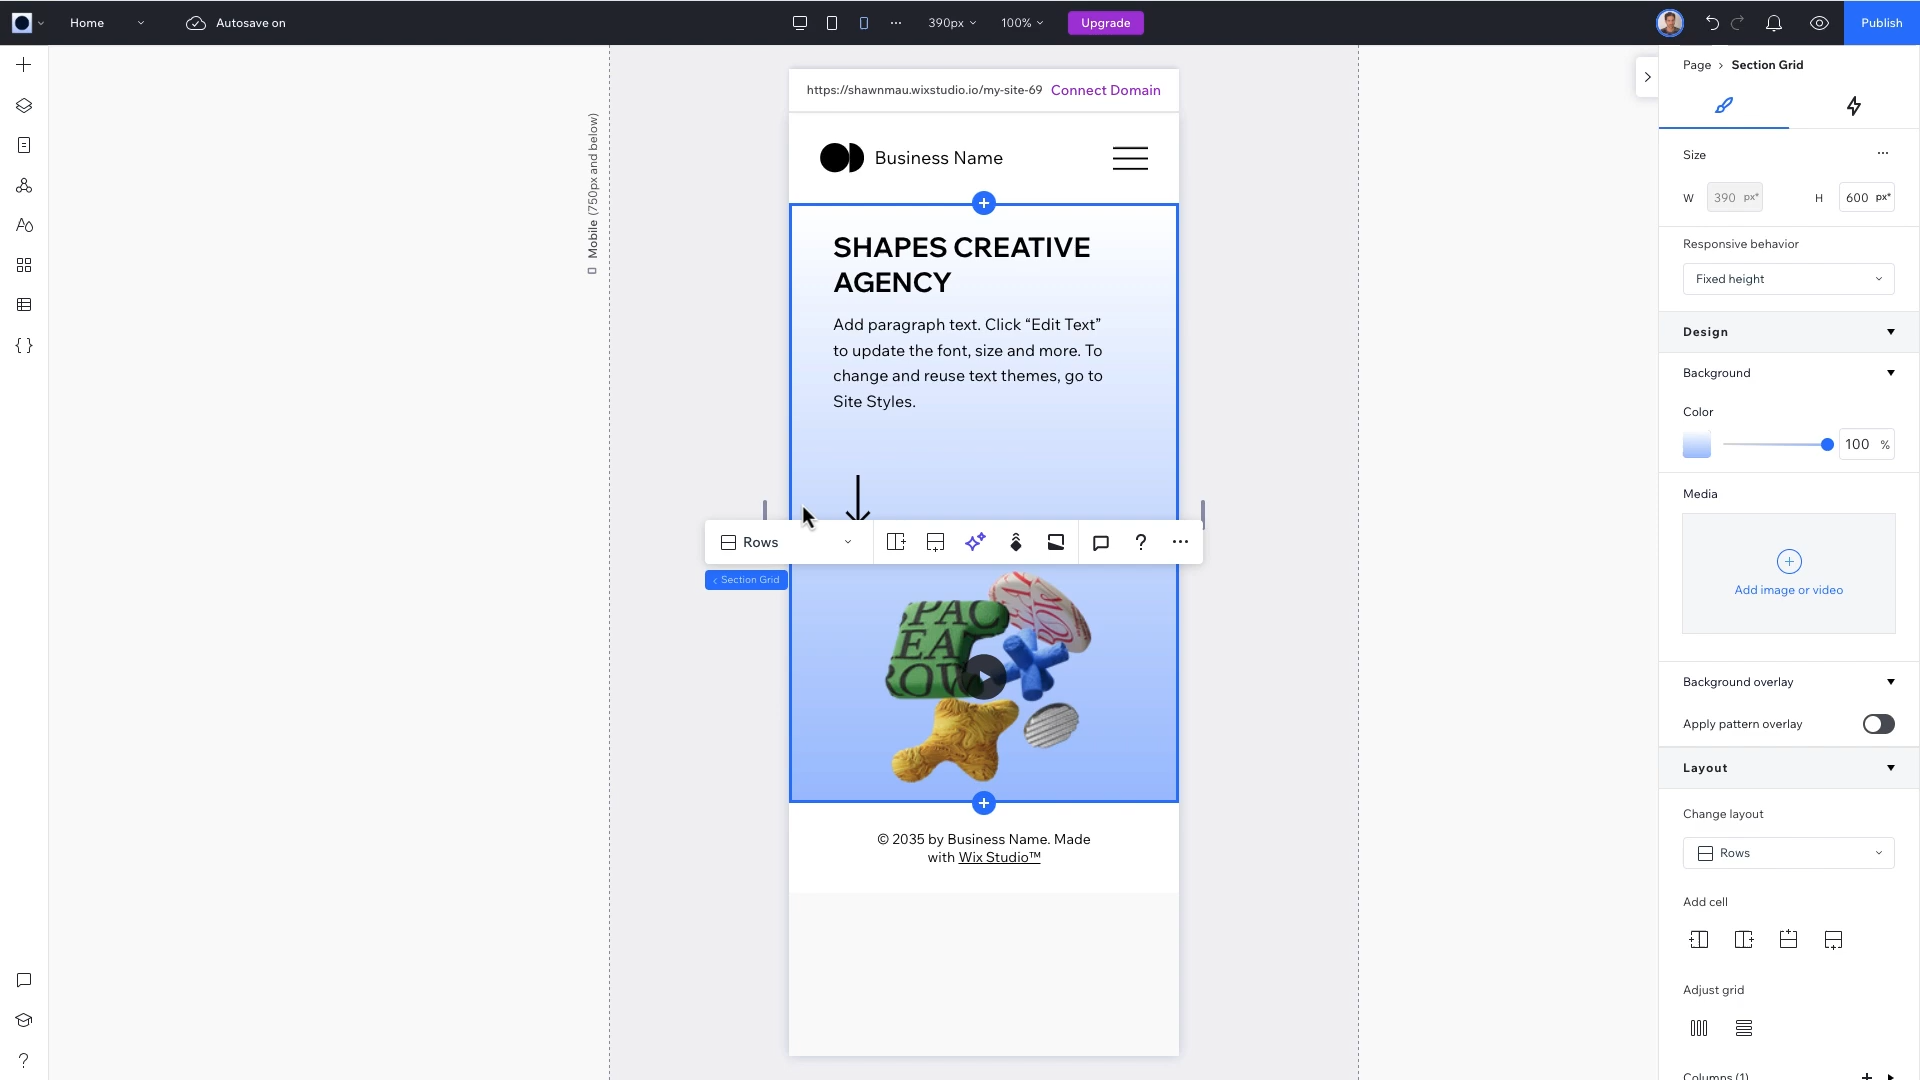 Home
Autosave on
390px
100%
Upgrade
Publish
Page › Section Grid
https://shawnmau.wixstudio.io/my-site-69 Connect Domain
Mobile (750px and below)
Business Name
SHAPES CREATIVE
AGENCY
Add paragraph text. Click “Edit Text”
to update the font, size and more. To
change and reuse text themes, go to
Site Styles.
Rows
?
‹ Section Grid
SPAC
EA
ROW
© 2035 by Business Name. Made
with Wix Studio™
Size
W 390 px* H 600 px*
Responsive behavior
Fixed height
Design
Background
Color
100 %
Media
Add image or video
Background overlay
Apply pattern overlay
Layout
Change layout
Rows
Add cell
Adjust grid
Columns (1)